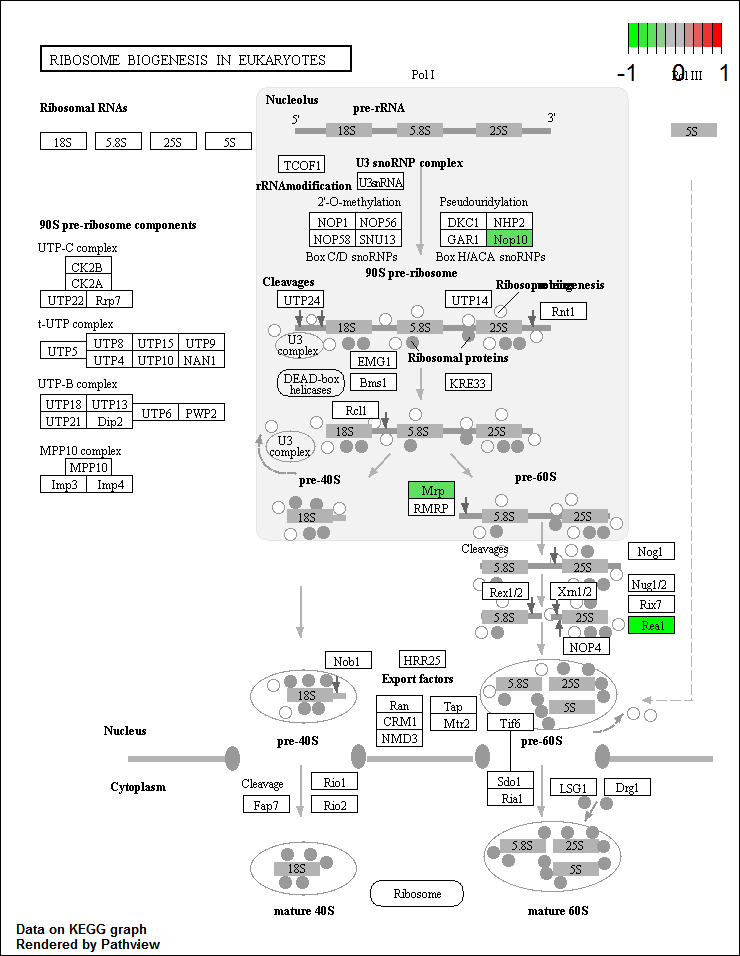 RIBOSOME BIOGENESIS IN EUKARYOTES
Pol I
-1 0 1
Pol III
Ribosomal RNAs
18S 5.8S 25S 5S
Nucleolus
pre-rRNA
5'
3'
18S 5.8S 25S
5S
TCOF1
U3 snoRNP complex
rRNA modification
U3 snRNA
2'-O-methylation
NOP1 NOP56
NOP58 SNU13
Box C/D snoRNPs
Pseudouridylation
DKC1 NHP2
GAR1 Nop10
Box H/ACA snoRNPs
90S pre-ribosome components
UTP-C complex
CK2B
CK2A
UTP22 Rrp7
t-UTP complex
UTP5
UTP8 UTP15 UTP9
UTP4 UTP10 NAN1
UTP-B complex
UTP18 UTP13
UTP21 Dip2
UTP6 PWP2
MPP10 complex
MPP10
Imp3 Imp4
90S pre-ribosome
Cleavages
UTP24
UTP14
Rnt1
18S 5.8S 25S
U3
complex
Ribosomal proteins
EMG1
Bms1
DEAD-box
helicases
KRE33
Rcl1
18S 5.8S 25S
U3
complex
pre-40S
pre-60S
18S
Mrp
RMRP
5.8S 25S
Cleavages
Nog1
5.8S 25S
Rex1/2
Xrn1/2
Nug1/2
Rix7
Rea1
5.8S 25S
NOP4
Nob1
HRR25
Export factors
Ran
CRM1
NMD3
Tap
Mtr2
18S
5.8S 25S
5S
Tif6
pre-40S
pre-60S
Nucleus
Cytoplasm
Cleavage
Fap7
Rio1
Rio2
Sdo1
Ria1
LSG1
Drg1
18S
5.8S 25S
5S
Ribosome
mature 40S
mature 60S
Data on KEGG graph
Rendered by Pathview